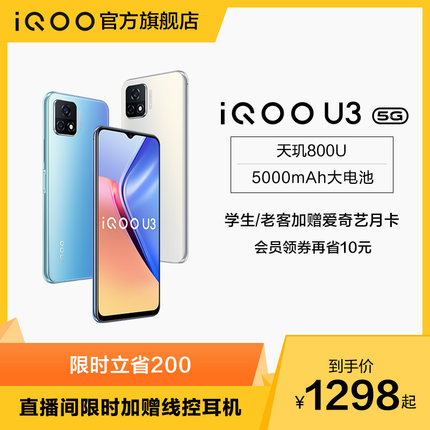 iQOO 官方旗舰店
iQOO U3 5G
天玑800U
5000mAh大电池
学生/老客加赠爱奇艺月卡
会员领券再省10元
iQOO
iQOO U3
限时立省200
到手价
¥1298起
直播间限时加赠线控耳机